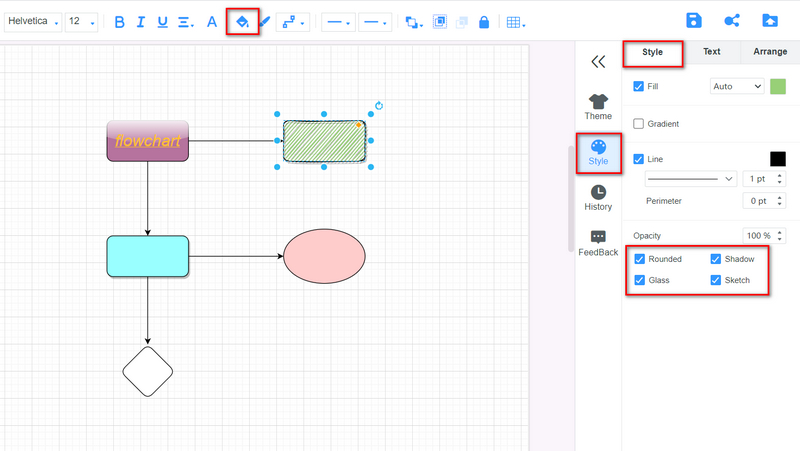 Helvetica 12 B I U A
Style Text Arrange
Fill Auto
Theme
Gradient
flowchart
Line
Style
1 pt
History
Perimeter 0 pt
Opacity 100 %
FeedBack
Rounded Shadow
Glass Sketch